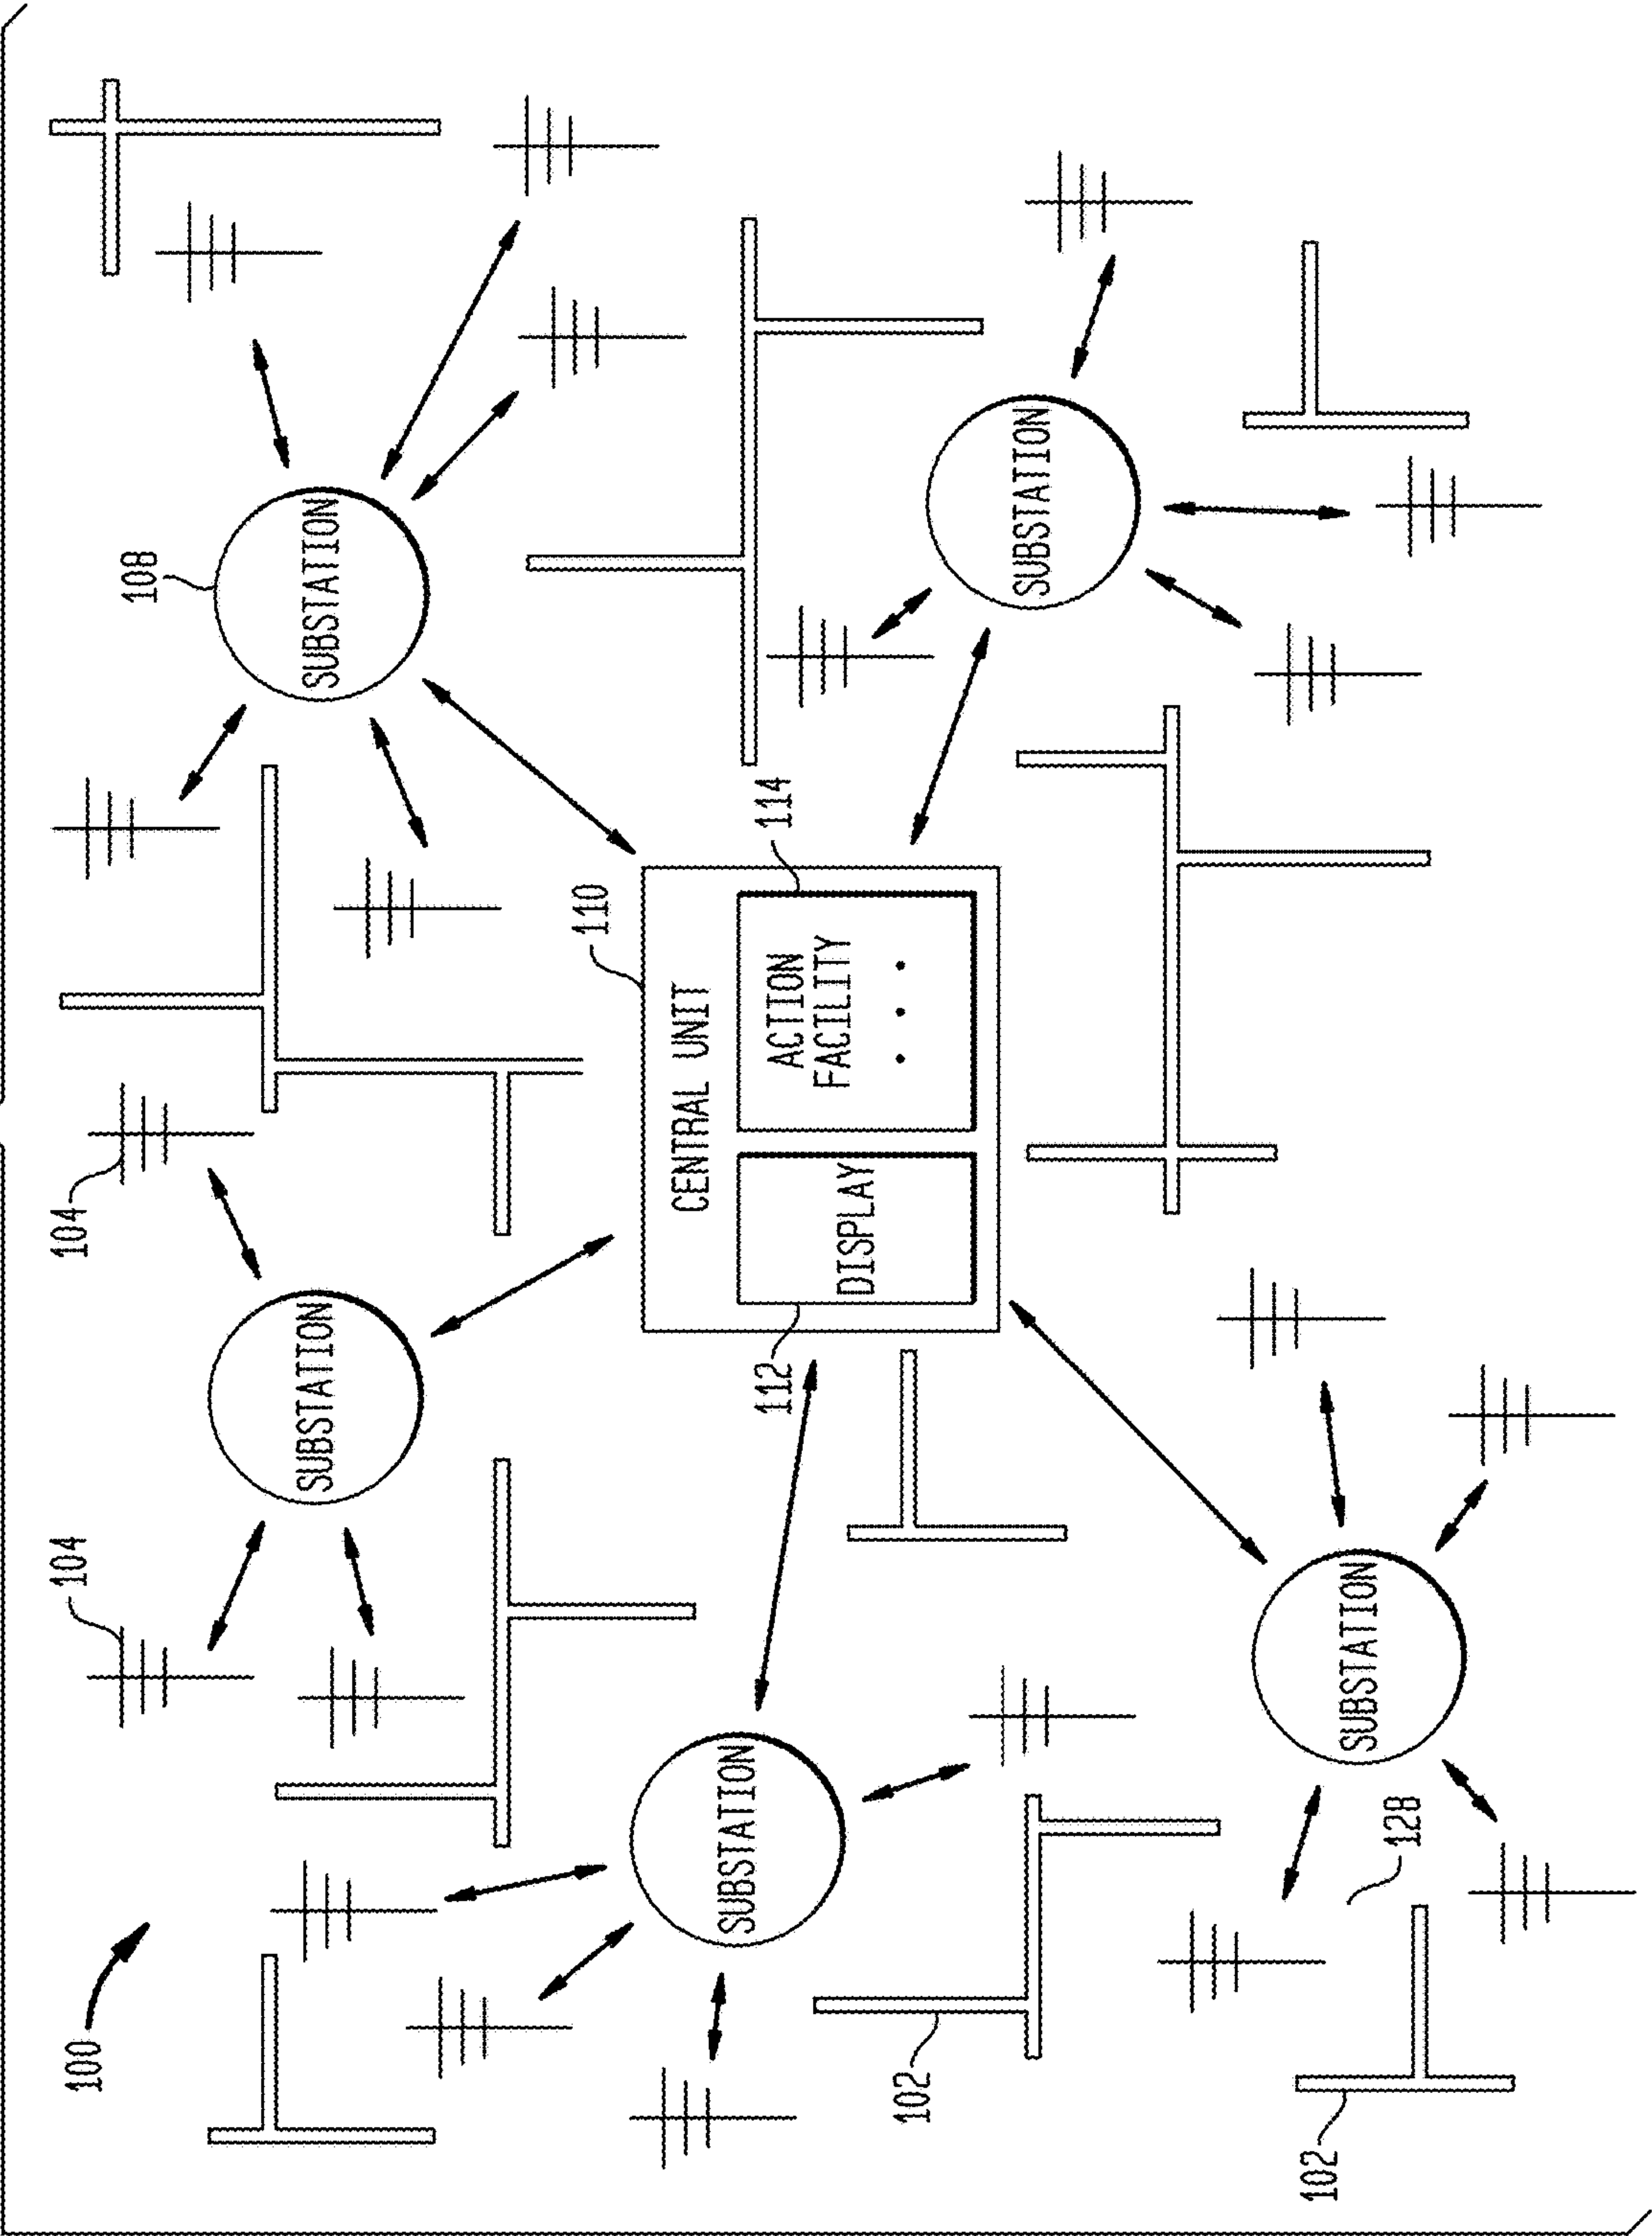 100
104
104
108
SUBSTATION
SUBSTATION
110
CENTRAL UNIT
SUBSTATION
112
114
DISPLAY
ACTION
FACILITY
• • •
102
SUBSTATION
102
SUBSTATION
128